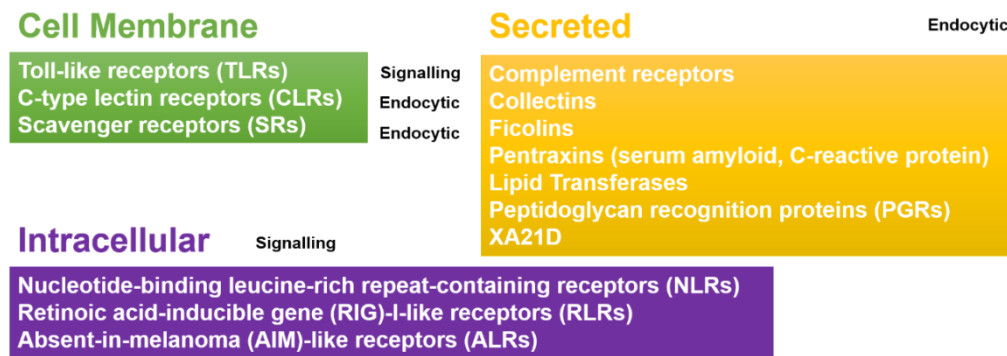 Cell Membrane
Toll-like receptors (TLRs)
Signalling
C-type lectin receptors (CLRs)
Endocytic
Scavenger receptors (SRs)
Endocytic
Secreted
Endocytic
Complement receptors
Collectins
Ficolins
Pentraxins (serum amyloid, C-reactive protein)
Lipid Transferases
Peptidoglycan recognition proteins (PGRs)
XA21D
Intracellular
Signalling
Nucleotide-binding leucine-rich repeat-containing receptors (NLRs)
Retinoic acid-inducible gene (RIG)-I-like receptors (RLRs)
Absent-in-melanoma (AIM)-like receptors (ALRs)